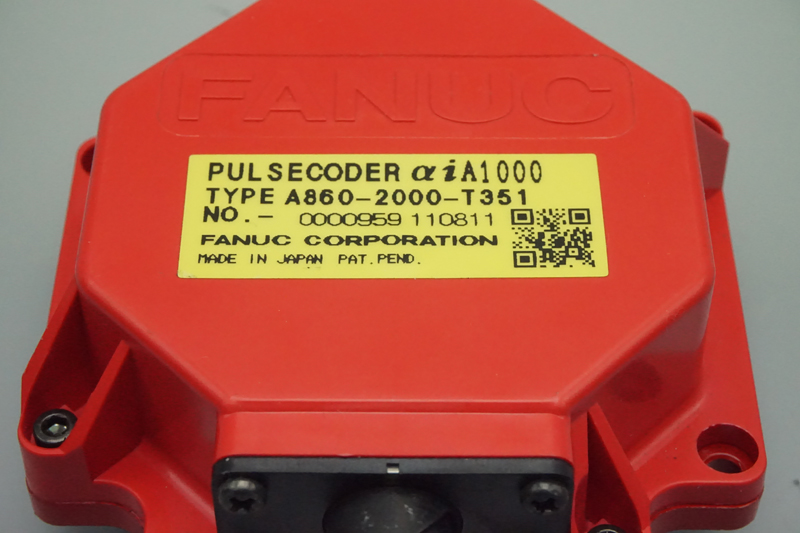 FANUC
PULSECODER αiA1000
TYPE A860-2000-T351
NO.- 0000959 110811
FANUC CORPORATION
MADE IN JAPAN PAT.PEND.